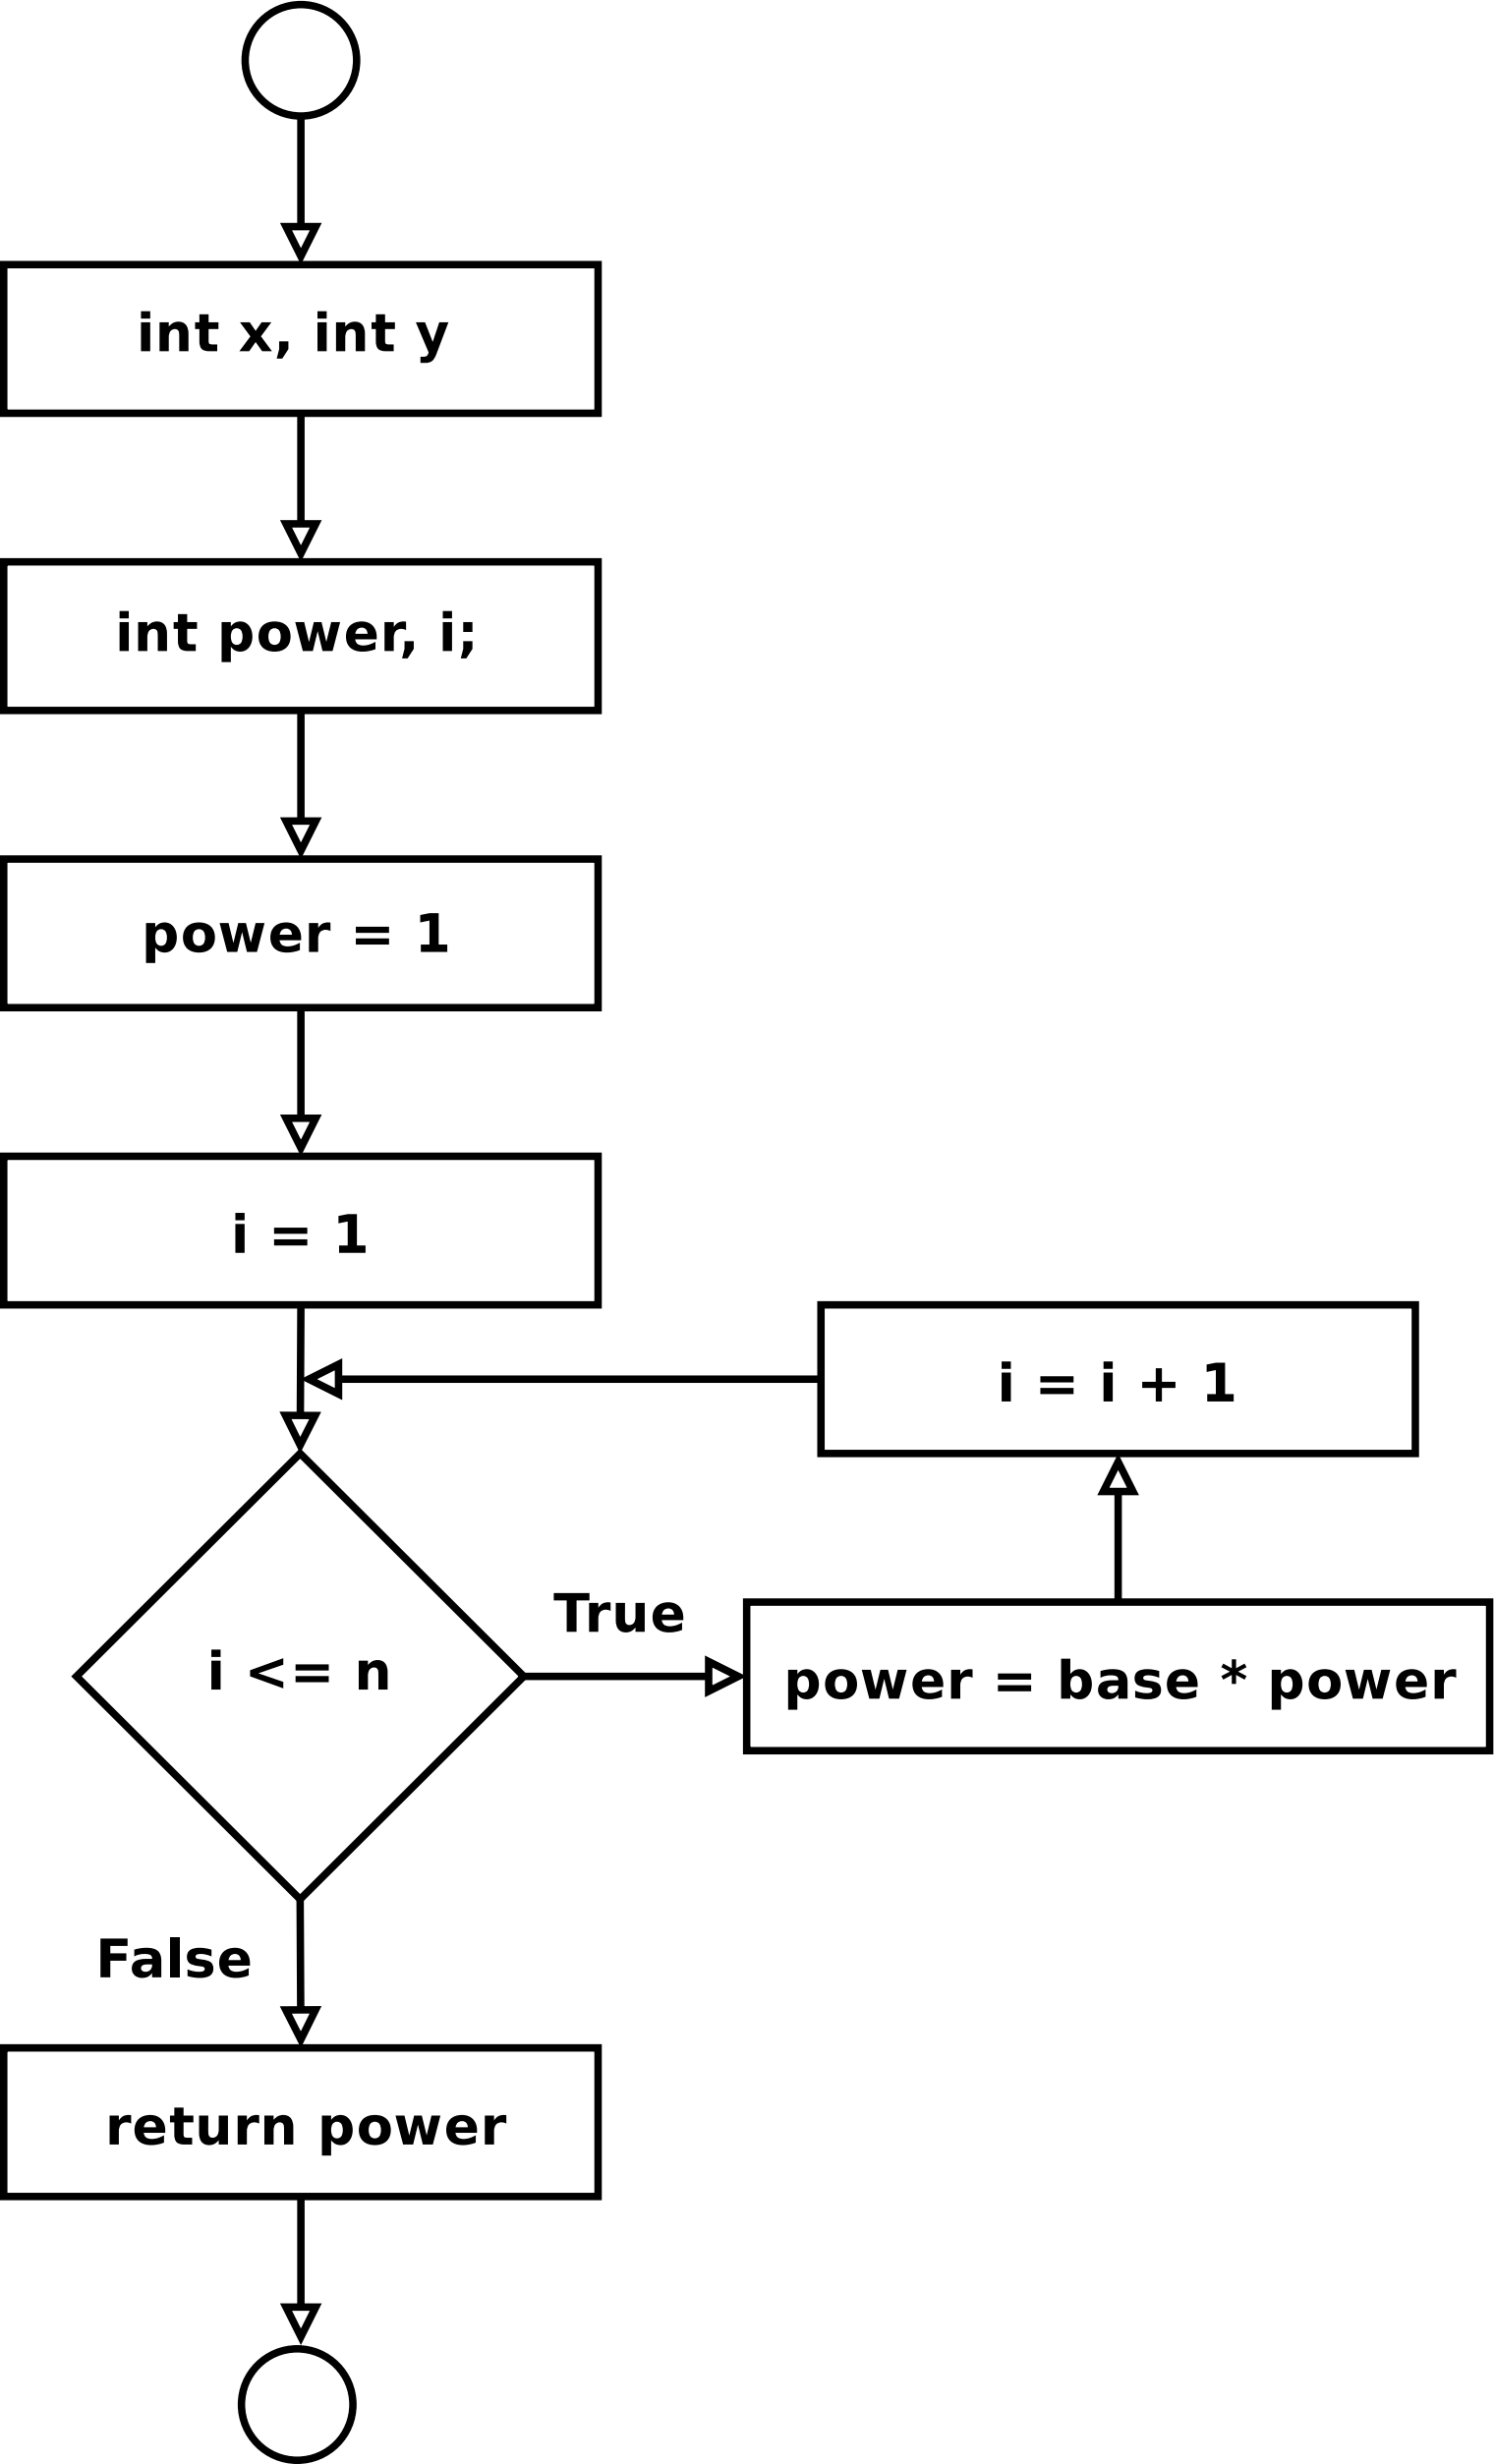 int x, int y
int power, i;
power = 1
i = 1
i = i + 1
True
i <= n
power = base * power
False
return power